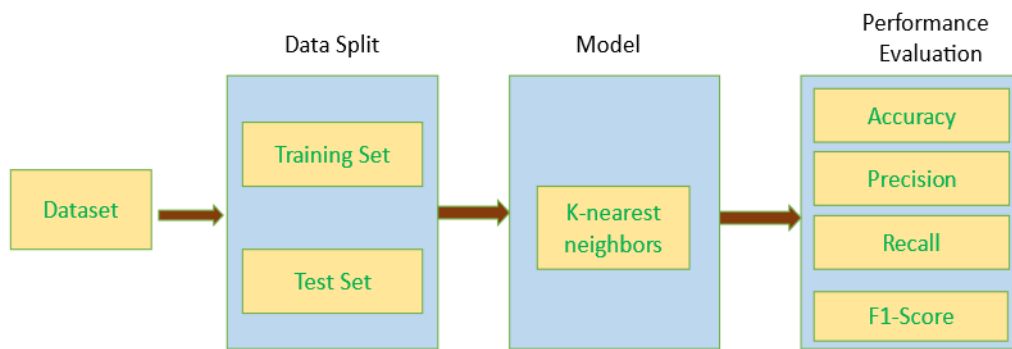 Data Split
Model
Performance
Evaluation
Dataset
Training Set
Test Set
K-nearest
neighbors
Accuracy
Precision
Recall
F1-Score